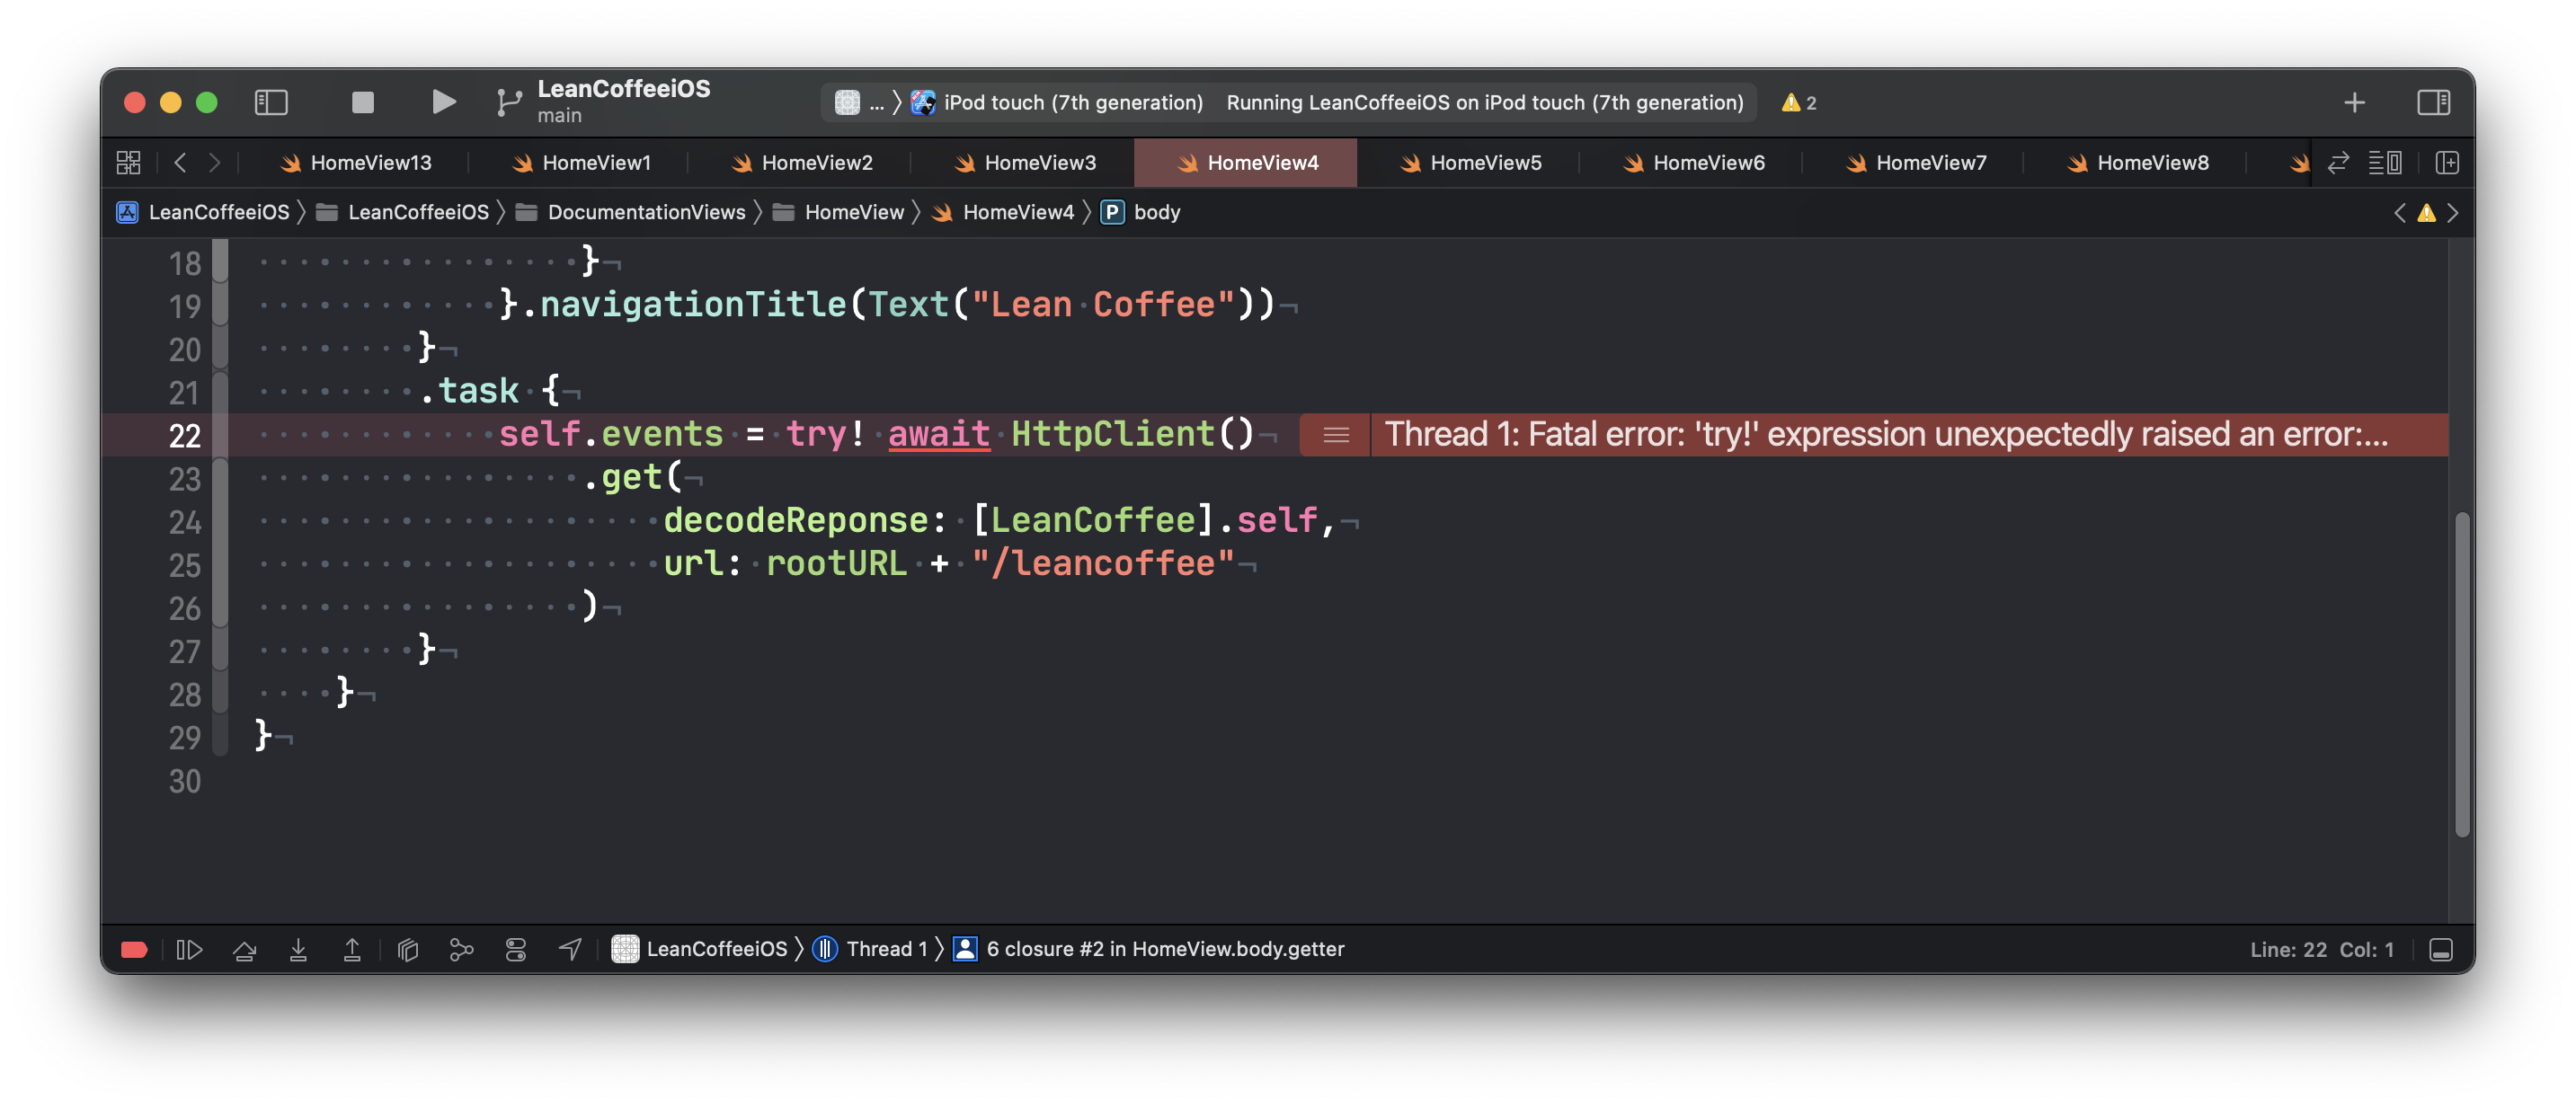 LeanCoffeeiOS
main
... 〉 iPod touch (7th generation) Running LeanCoffeeiOS on iPod touch (7th generation) 2
HomeView13 HomeView1 HomeView2 HomeView3 HomeView4 HomeView5 HomeView6 HomeView7 HomeView8
LeanCoffeeiOS 〉 LeanCoffeeiOS 〉 DocumentationViews 〉 HomeView 〉 HomeView4 〉 P body
18 }
19 }.navigationTitle(Text("Lean Coffee"))
20 }
21 .task {
22 self.events = try! await HttpClient() Thread 1: Fatal error: 'try!' expression unexpectedly raised an error:...
23 .get(
24 decodeReponse: [LeanCoffee].self,
25 url: rootURL + "/leancoffee"
26 )
27 }
28 }
29 }
30
LeanCoffeeiOS 〉 Thread 1 〉 6 closure #2 in HomeView.body.getter Line: 22 Col: 1